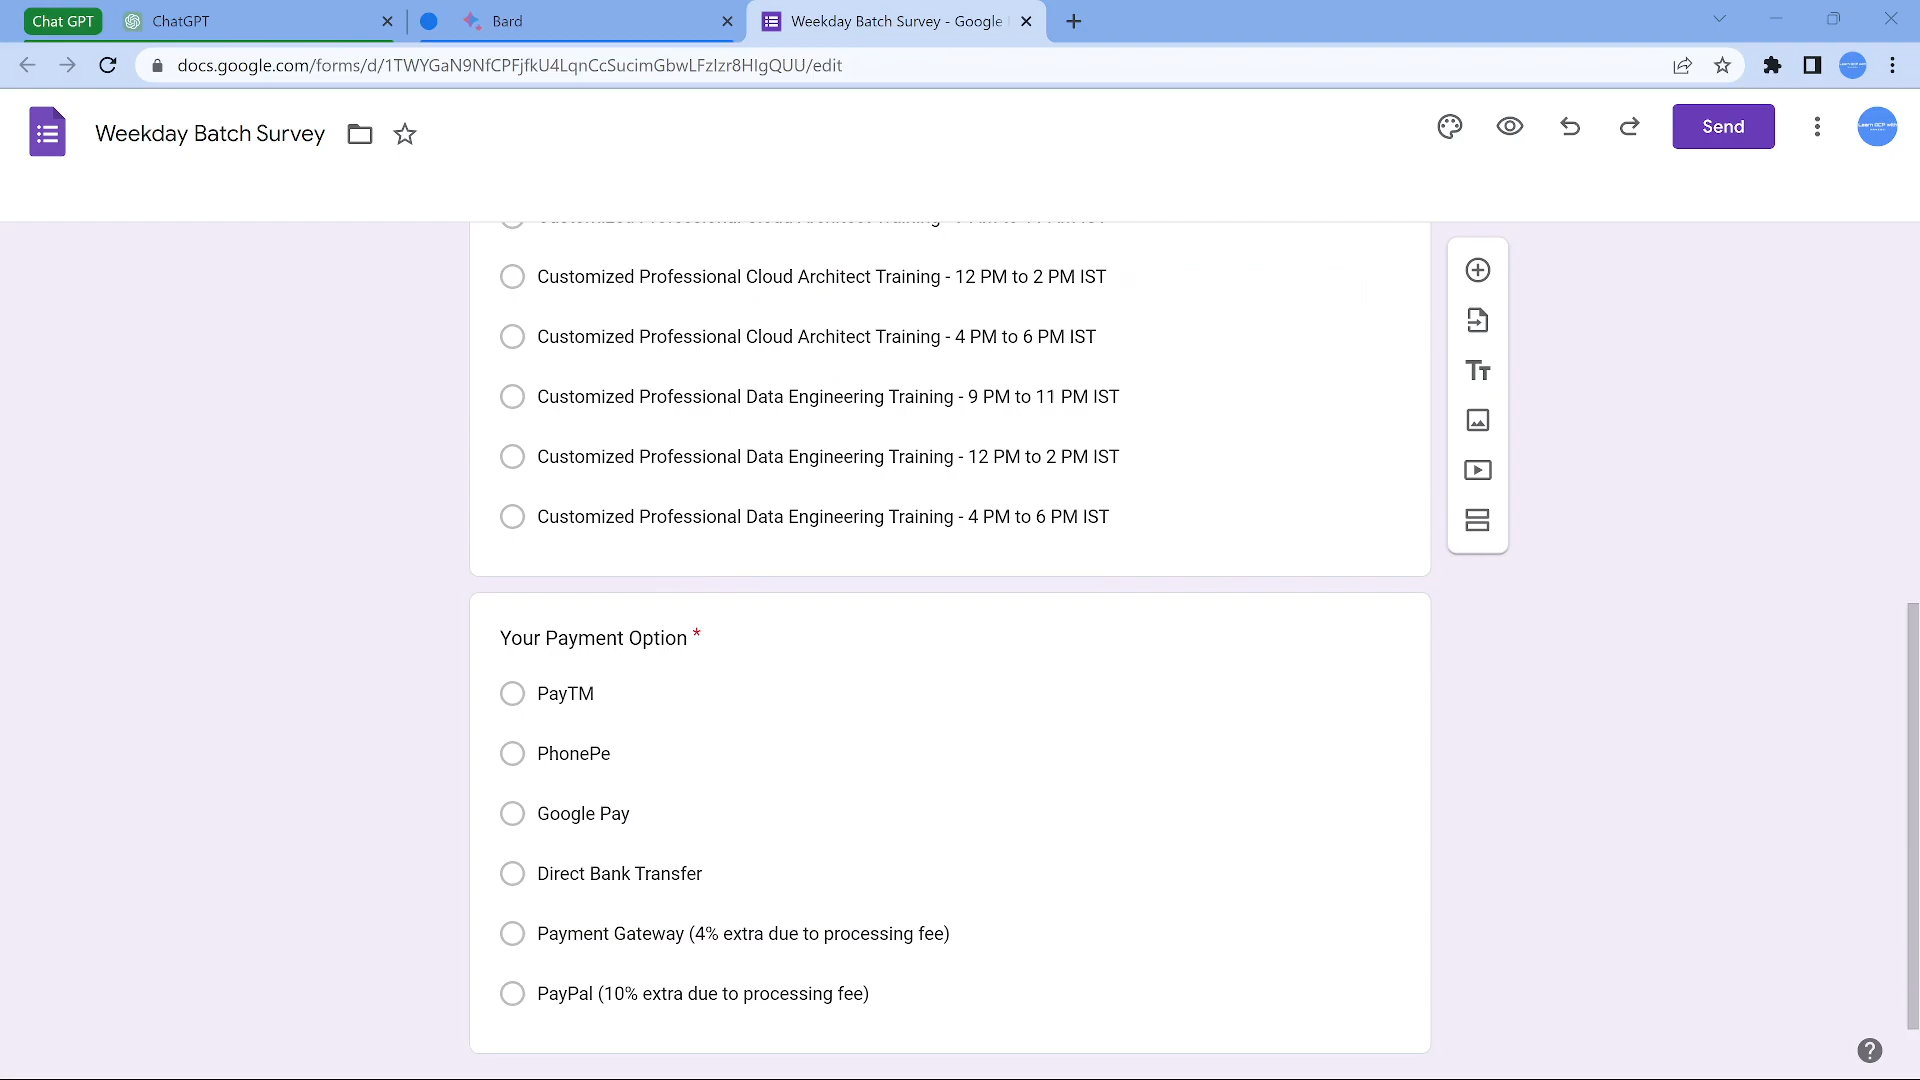 Chat GPT
ChatGPT
Bard
Weekday Batch Survey - Google
docs.google.com/forms/d/1TWYGaN9NfCPFjfkU4LqnCcSucimGbwLFzIzr8HIgQUU/edit
Weekday Batch Survey
Send
Customized Professional Cloud Architect Training - 12 PM to 2 PM IST
Customized Professional Cloud Architect Training - 4 PM to 6 PM IST
Customized Professional Data Engineering Training - 9 PM to 11 PM IST
Customized Professional Data Engineering Training - 12 PM to 2 PM IST
Customized Professional Data Engineering Training - 4 PM to 6 PM IST
Tт
Your Payment Option *
PayTM
PhonePe
Google Pay
Direct Bank Transfer
Payment Gateway (4% extra due to processing fee)
PayPal (10% extra due to processing fee)